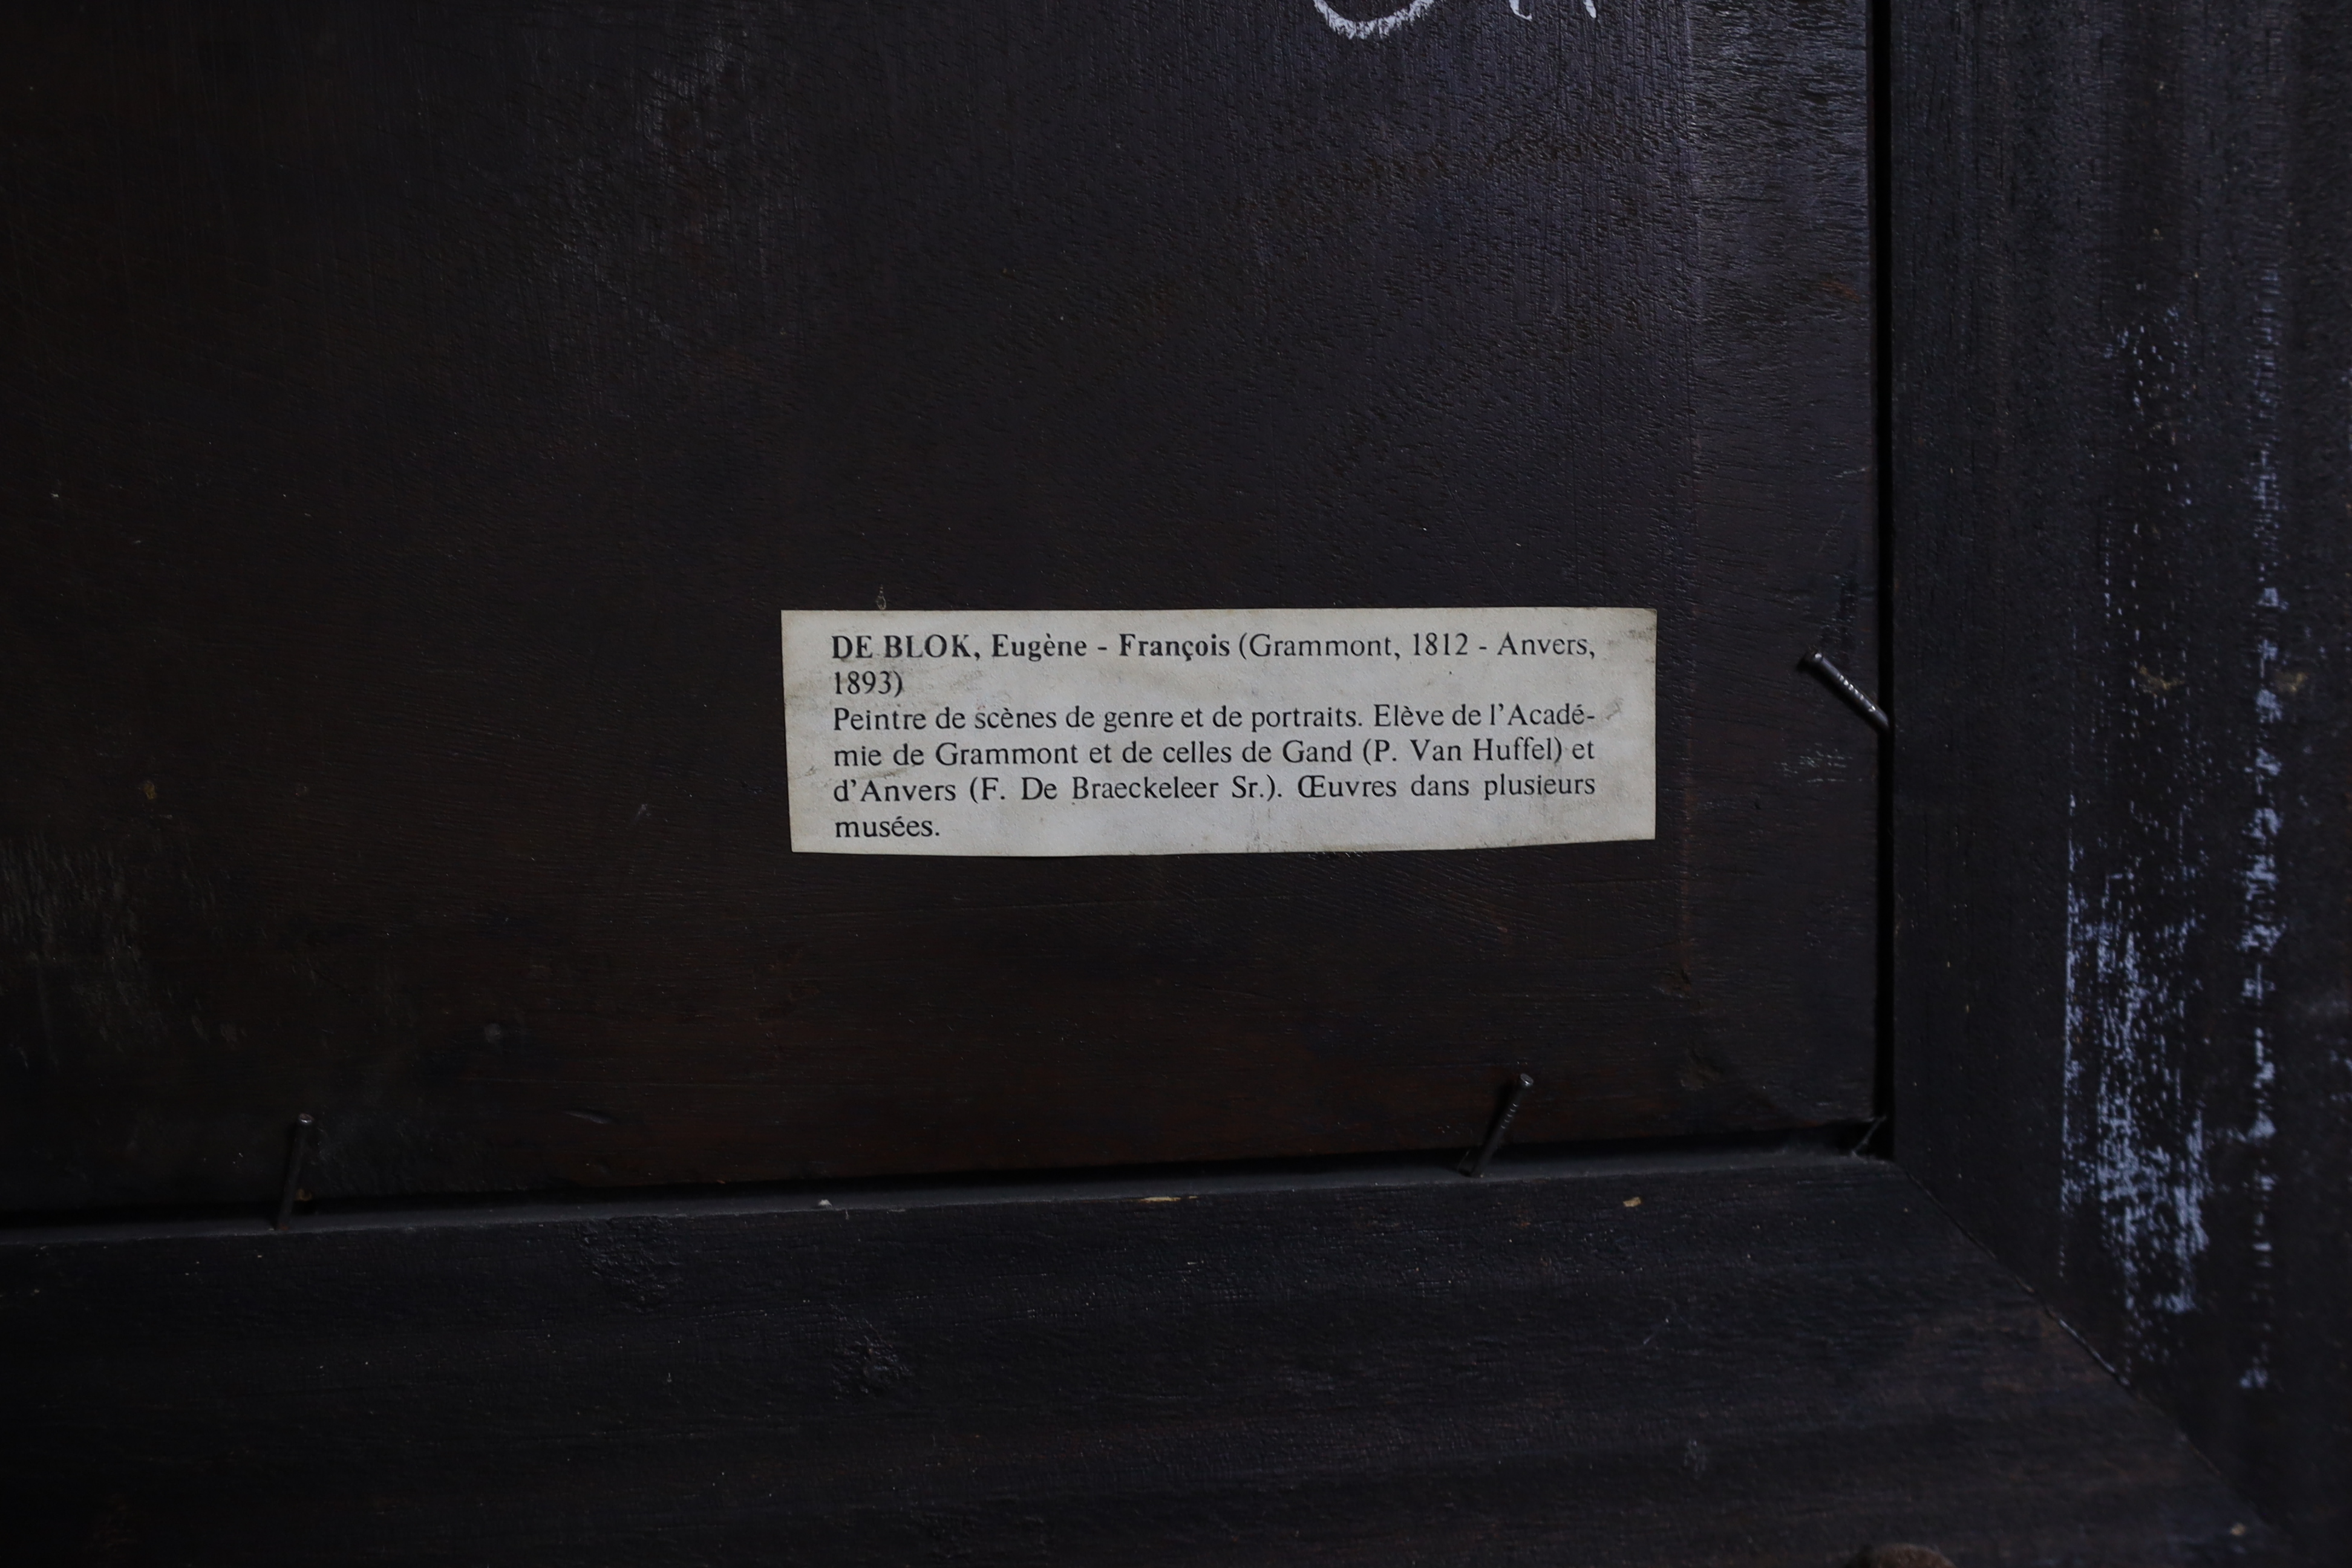 DE BLOK, Eugène - François (Grammont, 1812 - Anvers,
1893)
Peintre de scènes de genre et de portraits. Elève de l'Acadé-
mie de Grammont et de celles de Gand (P. Van Huffel) et
d'Anvers (F. De Braeckeleer Sr.). Œuvres dans plusieurs
musées.